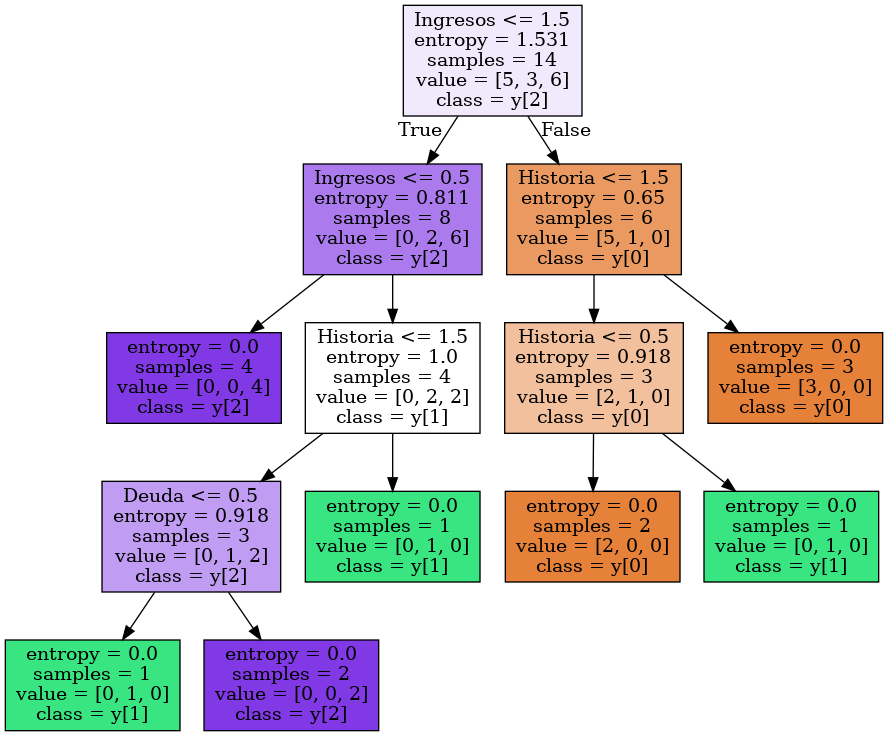 Ingresos <= 1.5
entropy = 1.531
samples = 14
value = [5, 3, 6]
class = y[2]
True
False
Ingresos <= 0.5
entropy = 0.811
samples = 8
value = [0, 2, 6]
class = y[2]
Historia <= 1.5
entropy = 0.65
samples = 6
value = [5, 1, 0]
class = y[0]
entropy = 0.0
samples = 4
value = [0, 0, 4]
class = y[2]
Historia <= 1.5
entropy = 1.0
samples = 4
value = [0, 2, 2]
class = y[1]
Historia <= 0.5
entropy = 0.918
samples = 3
value = [2, 1, 0]
class = y[0]
entropy = 0.0
samples = 3
value = [3, 0, 0]
class = y[0]
Deuda <= 0.5
entropy = 0.918
samples = 3
value = [0, 1, 2]
class = y[2]
entropy = 0.0
samples = 1
value = [0, 1, 0]
class = y[1]
entropy = 0.0
samples = 2
value = [2, 0, 0]
class = y[0]
entropy = 0.0
samples = 1
value = [0, 1, 0]
class = y[1]
entropy = 0.0
samples = 1
value = [0, 1, 0]
class = y[1]
entropy = 0.0
samples = 2
value = [0, 0, 2]
class = y[2]